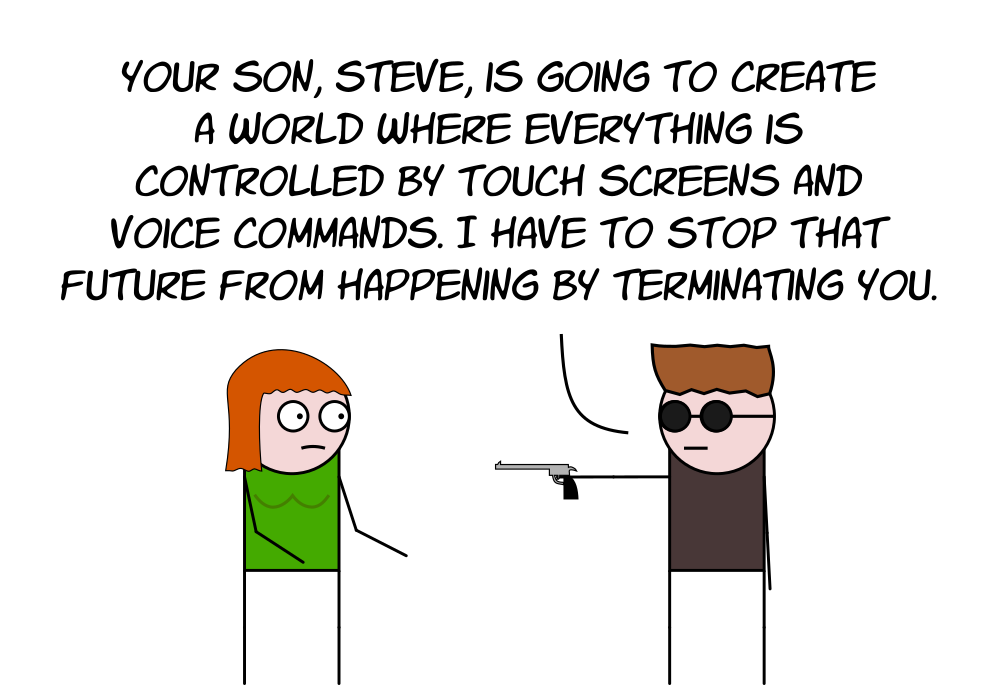 YOUR SON, STEVE, IS GOING TO CREATE
A WORLD WHERE EVERYTHING IS
CONTROLLED BY TOUCH SCREENS AND
VOICE COMMANDS. I HAVE TO STOP THAT
FUTURE FROM HAPPENING BY TERMINATING YOU.